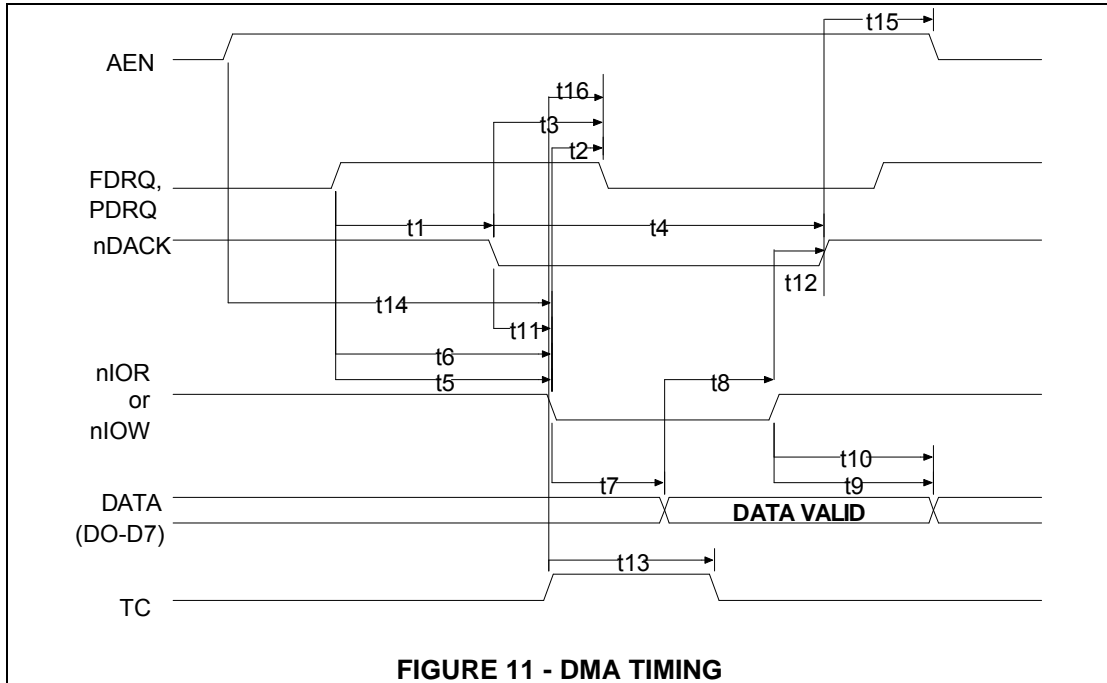 t15
AEN
t16
t3
t2
FDRQ,
PDRQ
t1
t4
nDACK
t12
t14
t11
t6
t5
t8
nIOR
or
nIOW
t10
t9
t7
DATA
(DO-D7)
DATA VALID
t13
TC
FIGURE 11 - DMA TIMING